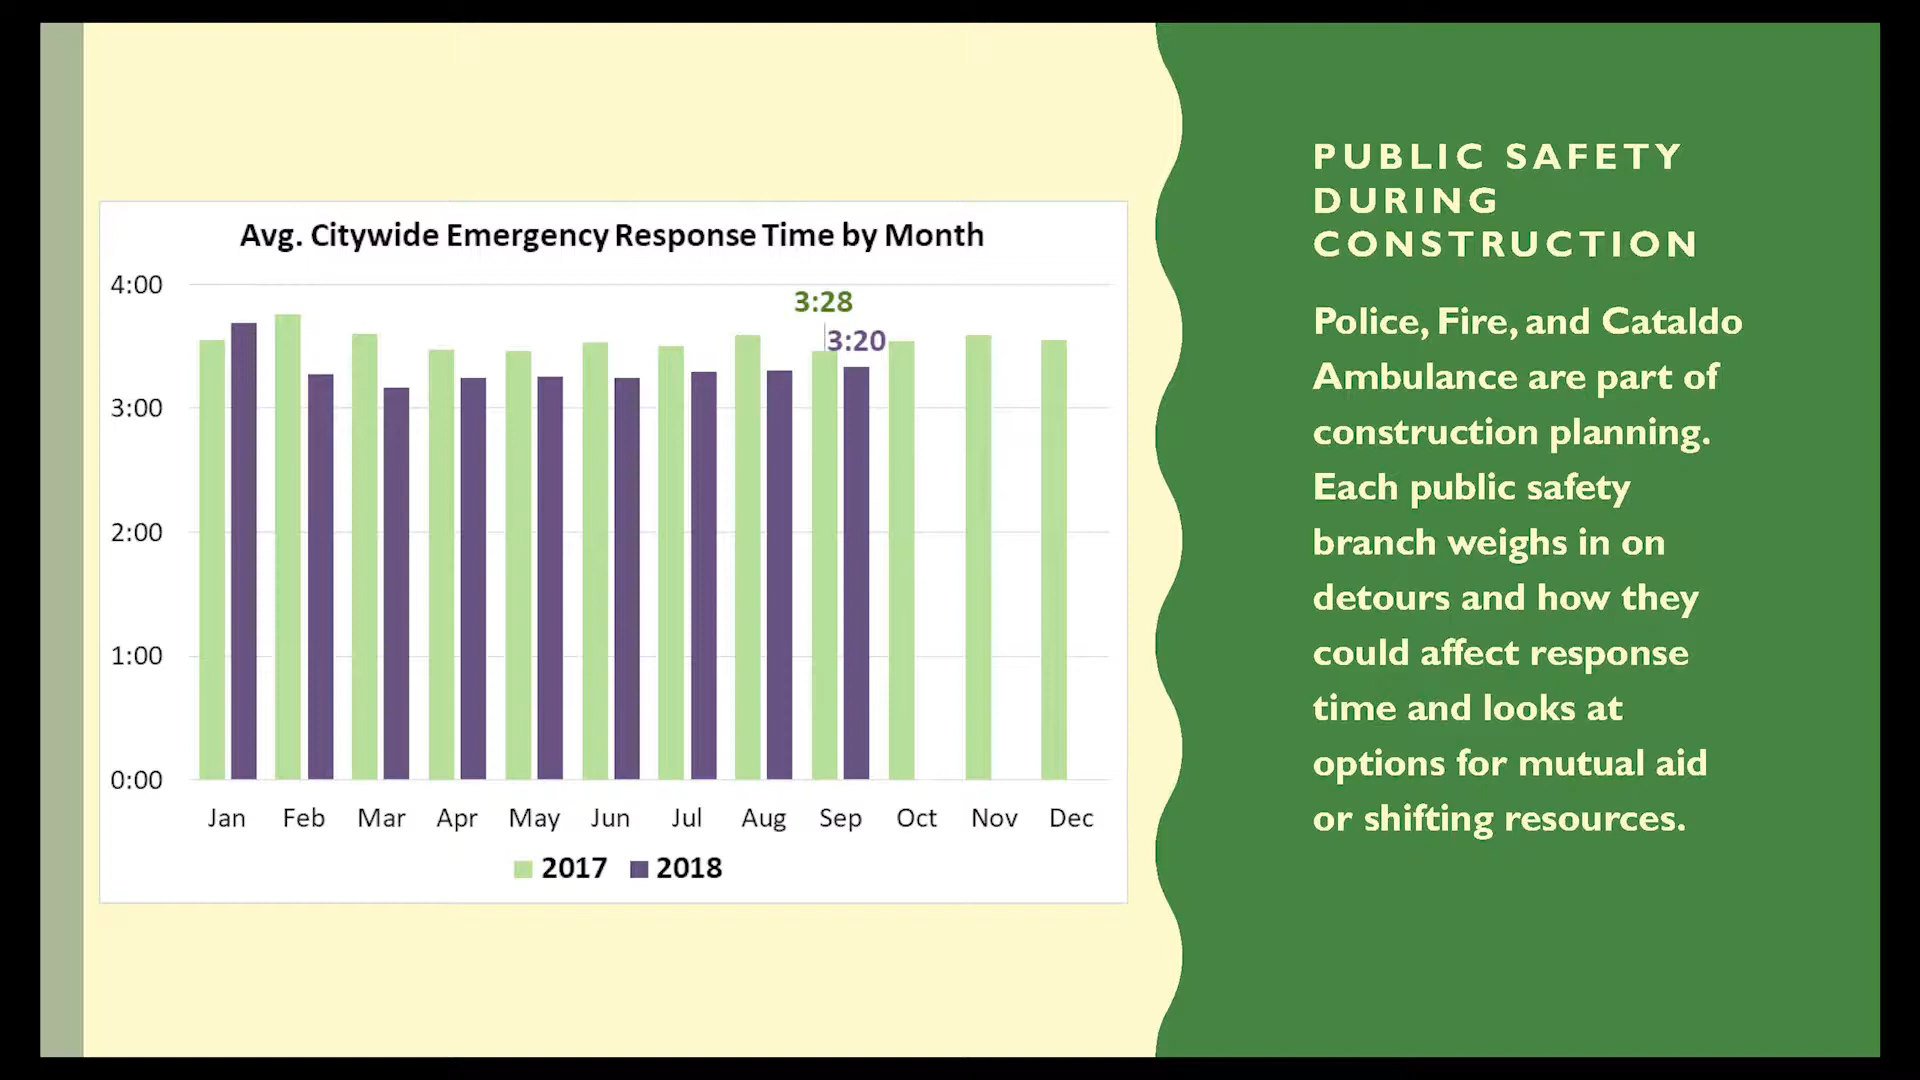 Avg. Citywide Emergency Response Time by Month
4:00
3:00
2:00
1:00
0:00
3:28
3:20
Jan Feb Mar Apr May Jun Jul Aug Sep Oct Nov Dec
2017 2018
PUBLIC SAFETY
DURING
CONSTRUCTION
Police, Fire, and Cataldo
Ambulance are part of
construction planning.
Each public safety
branch weighs in on
detours and how they
could affect response
time and looks at
options for mutual aid
or shifting resources.